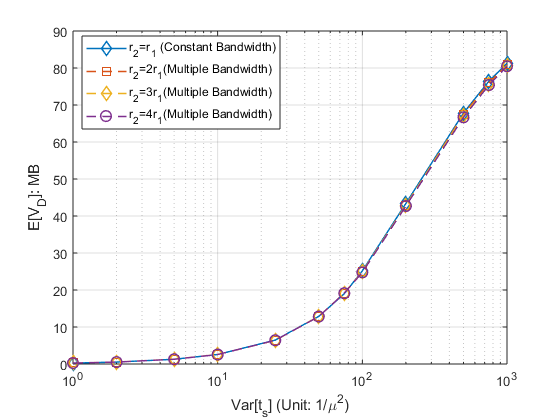 90
80
70
60
50
40
30
20
10
0
E[V_D]: MB
r_2=r_1 (Constant Bandwidth)
r_2=2r_1(Multiple Bandwidth)
r_2=3r_1(Multiple Bandwidth)
r_2=4r_1(Multiple Bandwidth)
10^0 10^1 10^2 10^3
Var[t_s] (Unit: 1/μ^2)